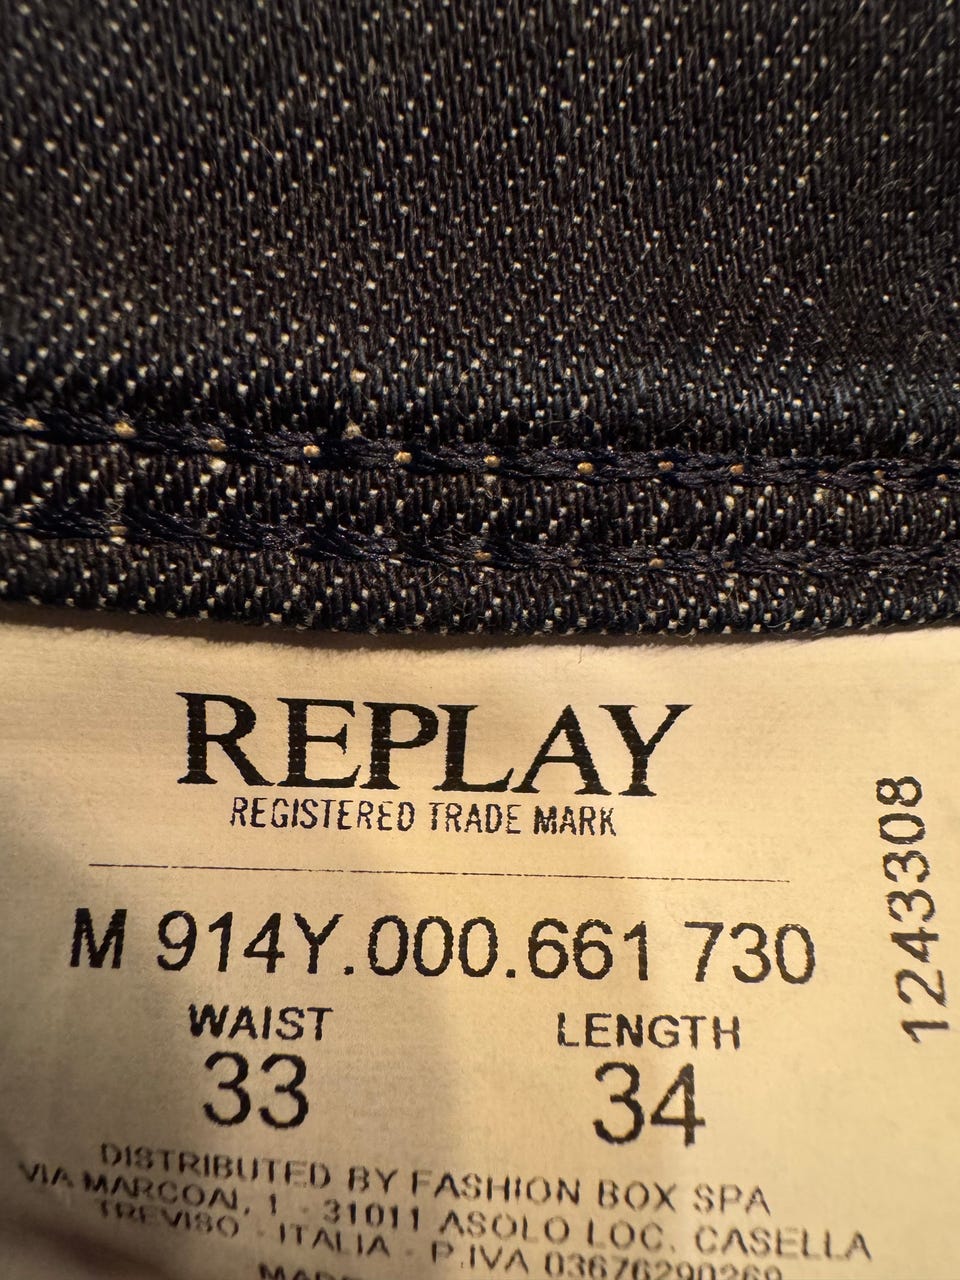 REPLAY
REGISTERED TRADE MARK
M 914Y.000.661 730
WAIST LENGTH
33 34
DISTRIBUTED BY FASHION BOX SPA
VIA MARCONI, 1 - 31011 ASOLO LOC. CASELLA
TREVISO - ITALIA - P.IVA 03676290269
1243308